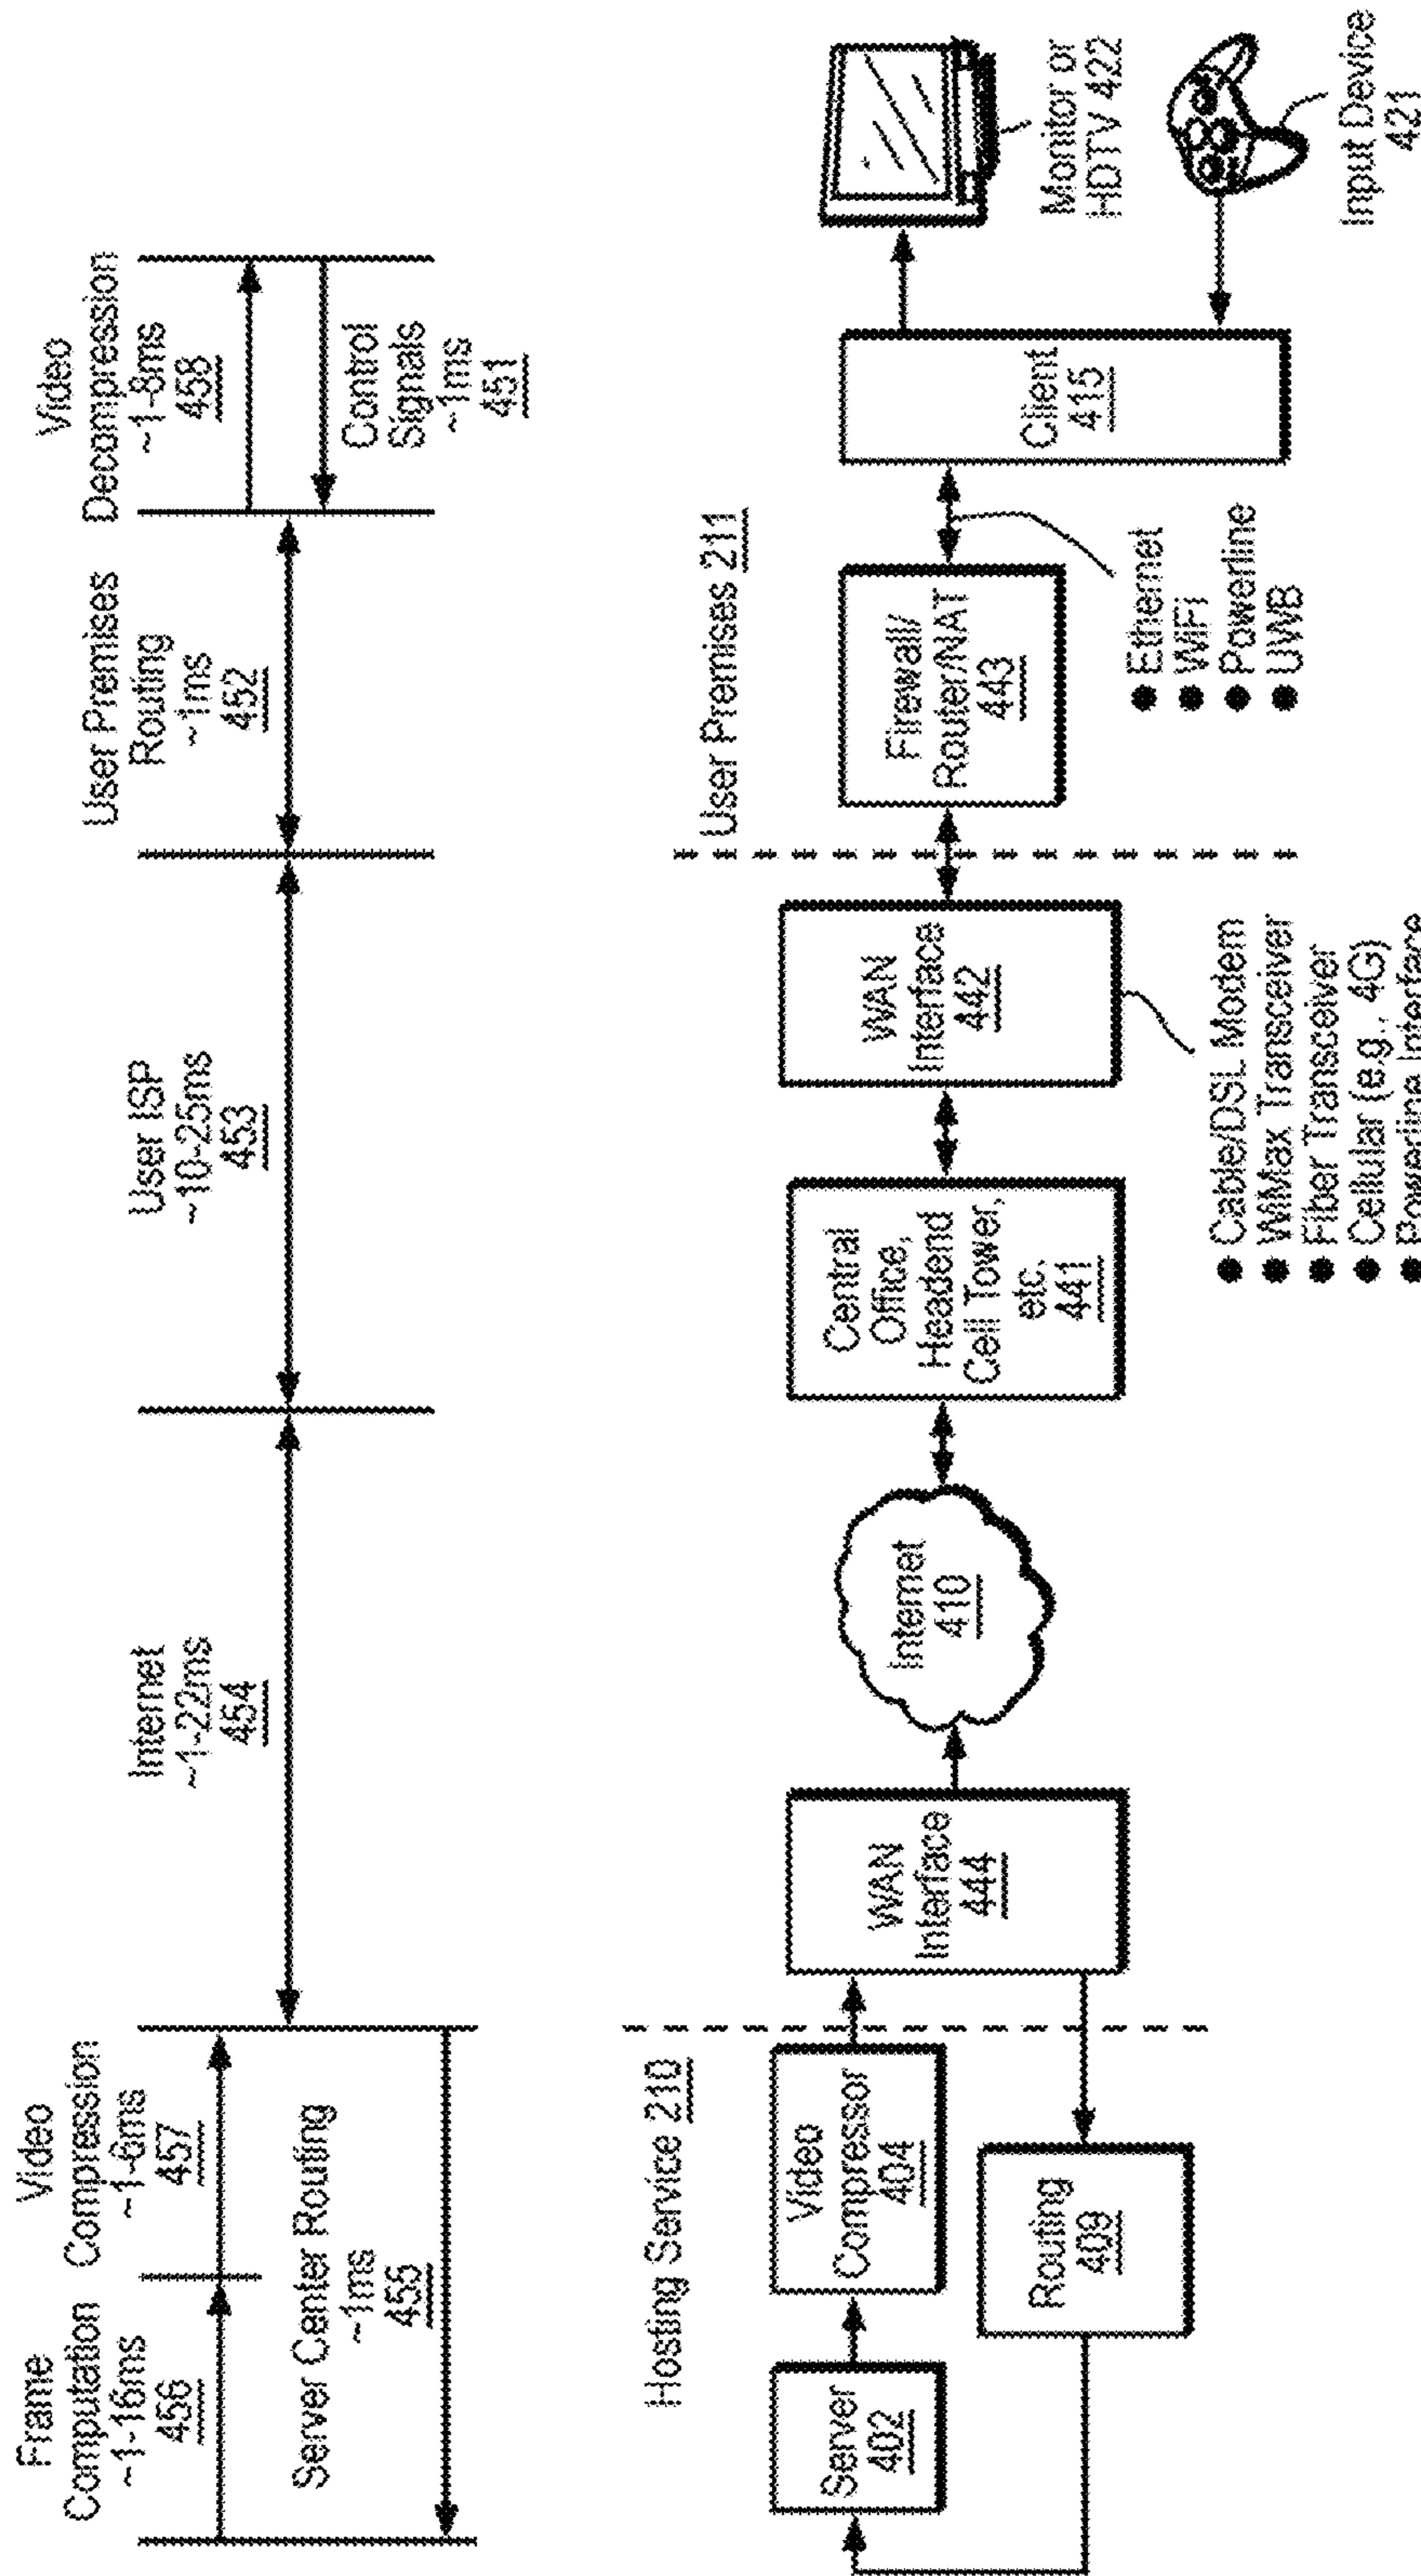 Frame
Computation
~1-16ms
456
Video
Compression
~1-6ms
457
Server Center Routing
~1ms
455
Internet
~1-22ms
454
User ISP
~10-25ms
453
User Premises
Routing
~1ms
452
Video
Decompression
~1-8ms
458
Control
Signals
~1ms
451
Hosting Service 210
Server
402
Video
Compressor
404
Routing
409
WAN
Interface
444
Internet
410
Central
Office,
Headend
Cell Tower,
etc.
441
WAN
Interface
442
● Cable/DSL Modem
● WiMax Transceiver
● Fiber Transceiver
● Cellular (e.g., 4G)
● Powerline Interface
User Premises 211
Firewall/
Router/NAT
443
● Ethernet
● WiFi
● Powerline
● UWB
Client
415
Monitor or
HDTV 422
Input Device
421